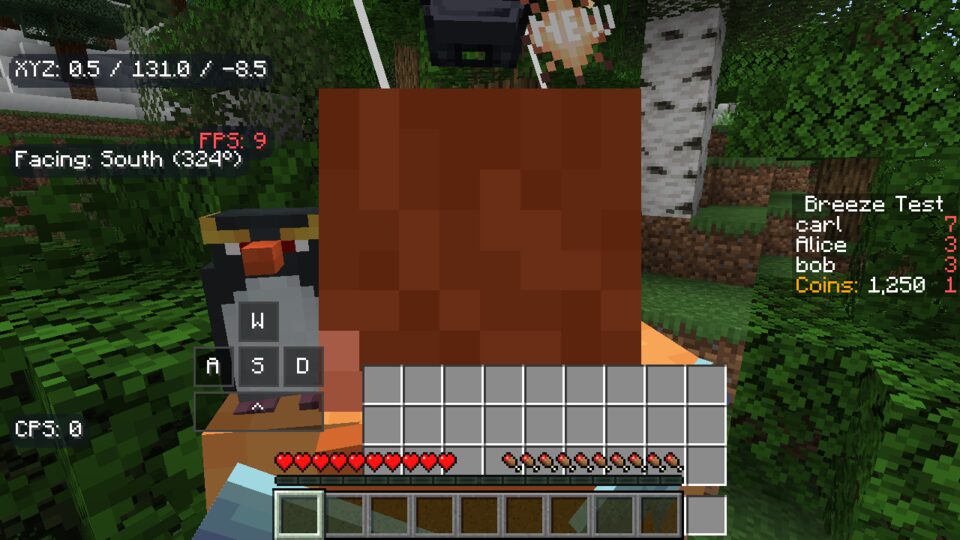 NEW
XYZ: 0.5 / 131.0 / -8.5
FPS: 9
Facing: South (324°)
Breeze Test
carl 7
Alice 3
bob 3
Coins: 1,250 1
W
A S D
^
CPS: 0